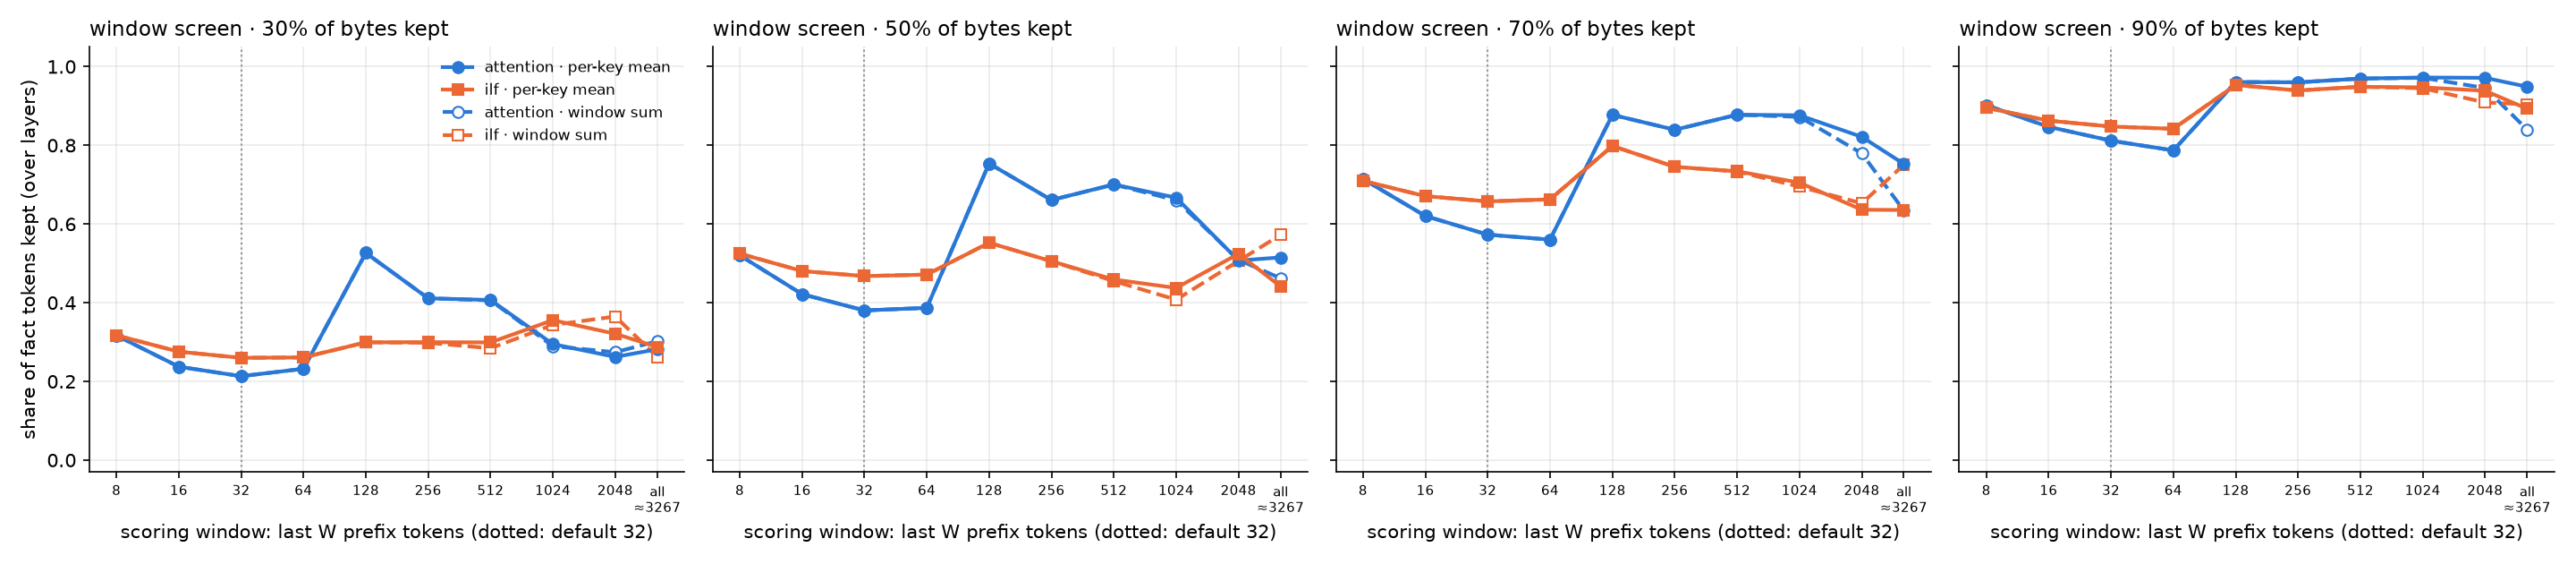 window screen · 30% of bytes kept
window screen · 50% of bytes kept
window screen · 70% of bytes kept
window screen · 90% of bytes kept
share of fact tokens kept (over layers)
1.0
0.8
0.6
0.4
0.2
0.0
attention · per-key mean
ilf · per-key mean
attention · window sum
ilf · window sum
8 16 32 64 128 256 512 1024 2048 all
≈3267
8 16 32 64 128 256 512 1024 2048 all
≈3267
8 16 32 64 128 256 512 1024 2048 all
≈3267
8 16 32 64 128 256 512 1024 2048 all
≈3267
scoring window: last W prefix tokens (dotted: default 32)
scoring window: last W prefix tokens (dotted: default 32)
scoring window: last W prefix tokens (dotted: default 32)
scoring window: last W prefix tokens (dotted: default 32)